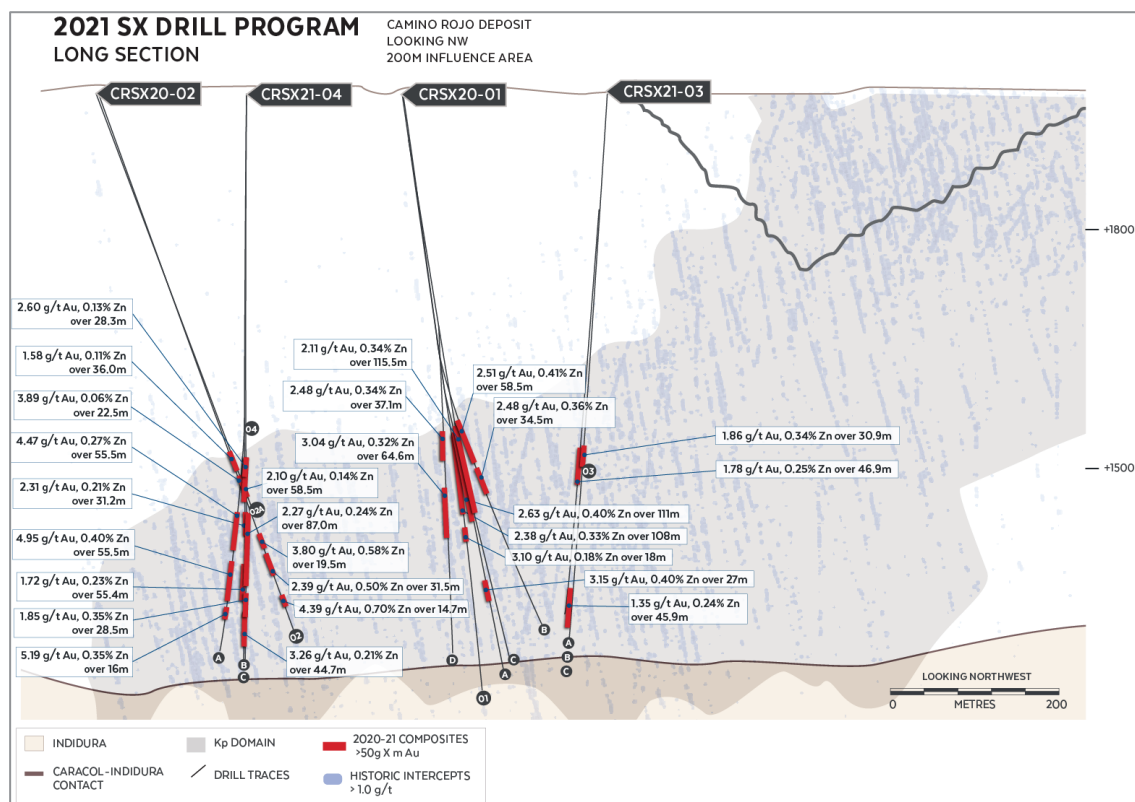 2021 SX DRILL PROGRAM
LONG SECTION
CAMINO ROJO DEPOSIT
LOOKING NW
200M INFLUENCE AREA
CRSX20-02
CRSX21-04
CRSX20-01
CRSX21-03
+1800
2.60 g/t Au, 0.13% Zn
over 28.3m
1.58 g/t Au, 0.11% Zn
over 36.0m
3.89 g/t Au, 0.06% Zn
over 22.5m
4.47 g/t Au, 0.27% Zn
over 55.5m
2.31 g/t Au, 0.21% Zn
over 31.2m
4.95 g/t Au, 0.40% Zn
over 55.5m
1.72 g/t Au, 0.23% Zn
over 55.4m
1.85 g/t Au, 0.35% Zn
over 28.5m
5.19 g/t Au, 0.35% Zn
over 16m
04
2.10 g/t Au, 0.14% Zn
over 58.5m
02A
2.27 g/t Au, 0.24% Zn
over 87.0m
3.80 g/t Au, 0.58% Zn
over 19.5m
2.39 g/t Au, 0.50% Zn over 31.5m
4.39 g/t Au, 0.70% Zn over 14.7m
02
3.26 g/t Au, 0.21% Zn
over 44.7m
A
B
C
2.11 g/t Au, 0.34% Zn
over 115.5m
2.48 g/t Au, 0.34% Zn
over 37.1m
3.04 g/t Au, 0.32% Zn
over 64.6m
2.51 g/t Au, 0.41% Zn
over 58.5m
2.48 g/t Au, 0.36% Zn
over 34.5m
2.63 g/t Au, 0.40% Zn over 111m
2.38 g/t Au, 0.33% Zn over 108m
3.10 g/t Au, 0.18% Zn over 18m
3.15 g/t Au, 0.40% Zn over 27m
D
01
A
C
B
1.86 g/t Au, 0.34% Zn over 30.9m
03
1.78 g/t Au, 0.25% Zn over 46.9m
1.35 g/t Au, 0.24% Zn
over 45.9m
A
B
C
+1500
LOOKING NORTHWEST
0 METRES 200
INDIDURA
CARACOL-INDIDURA
CONTACT
Kp DOMAIN
DRILL TRACES
2020-21 COMPOSITES
>50g X m Au
HISTORIC INTERCEPTS
> 1.0 g/t